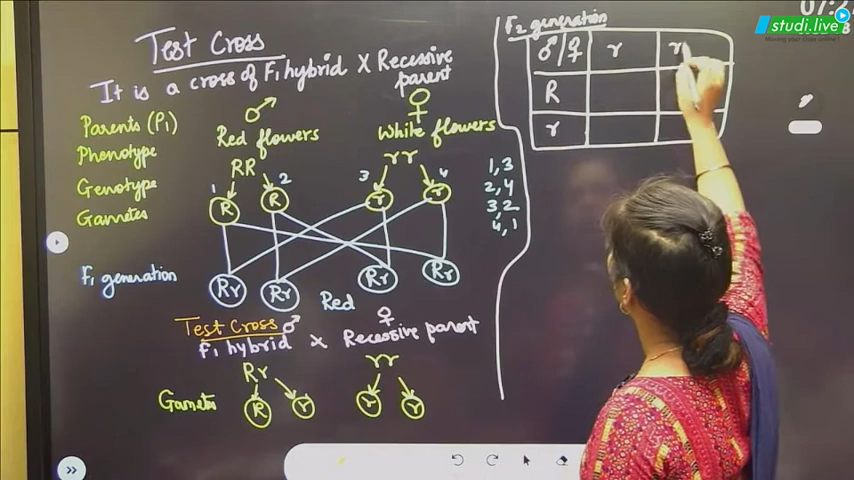 Test Cross
It is a cross of F1 hybrid X Recessive parent
Parents (P1)
Phenotype
Genotype
Gametes
♂
Red flowers
RR
1 2
R R
♀
White flowers
rr
3 4
r r
1,3
2,4
3,2
4,1
F1 generation
Rr Rr Rr Rr
Red
Test Cross
♂ ♀
F1 hybrid x Recessive parent
Rr rr
Gametes R r r r
F2 generation
♂/♀ r r
R
r
studi.live